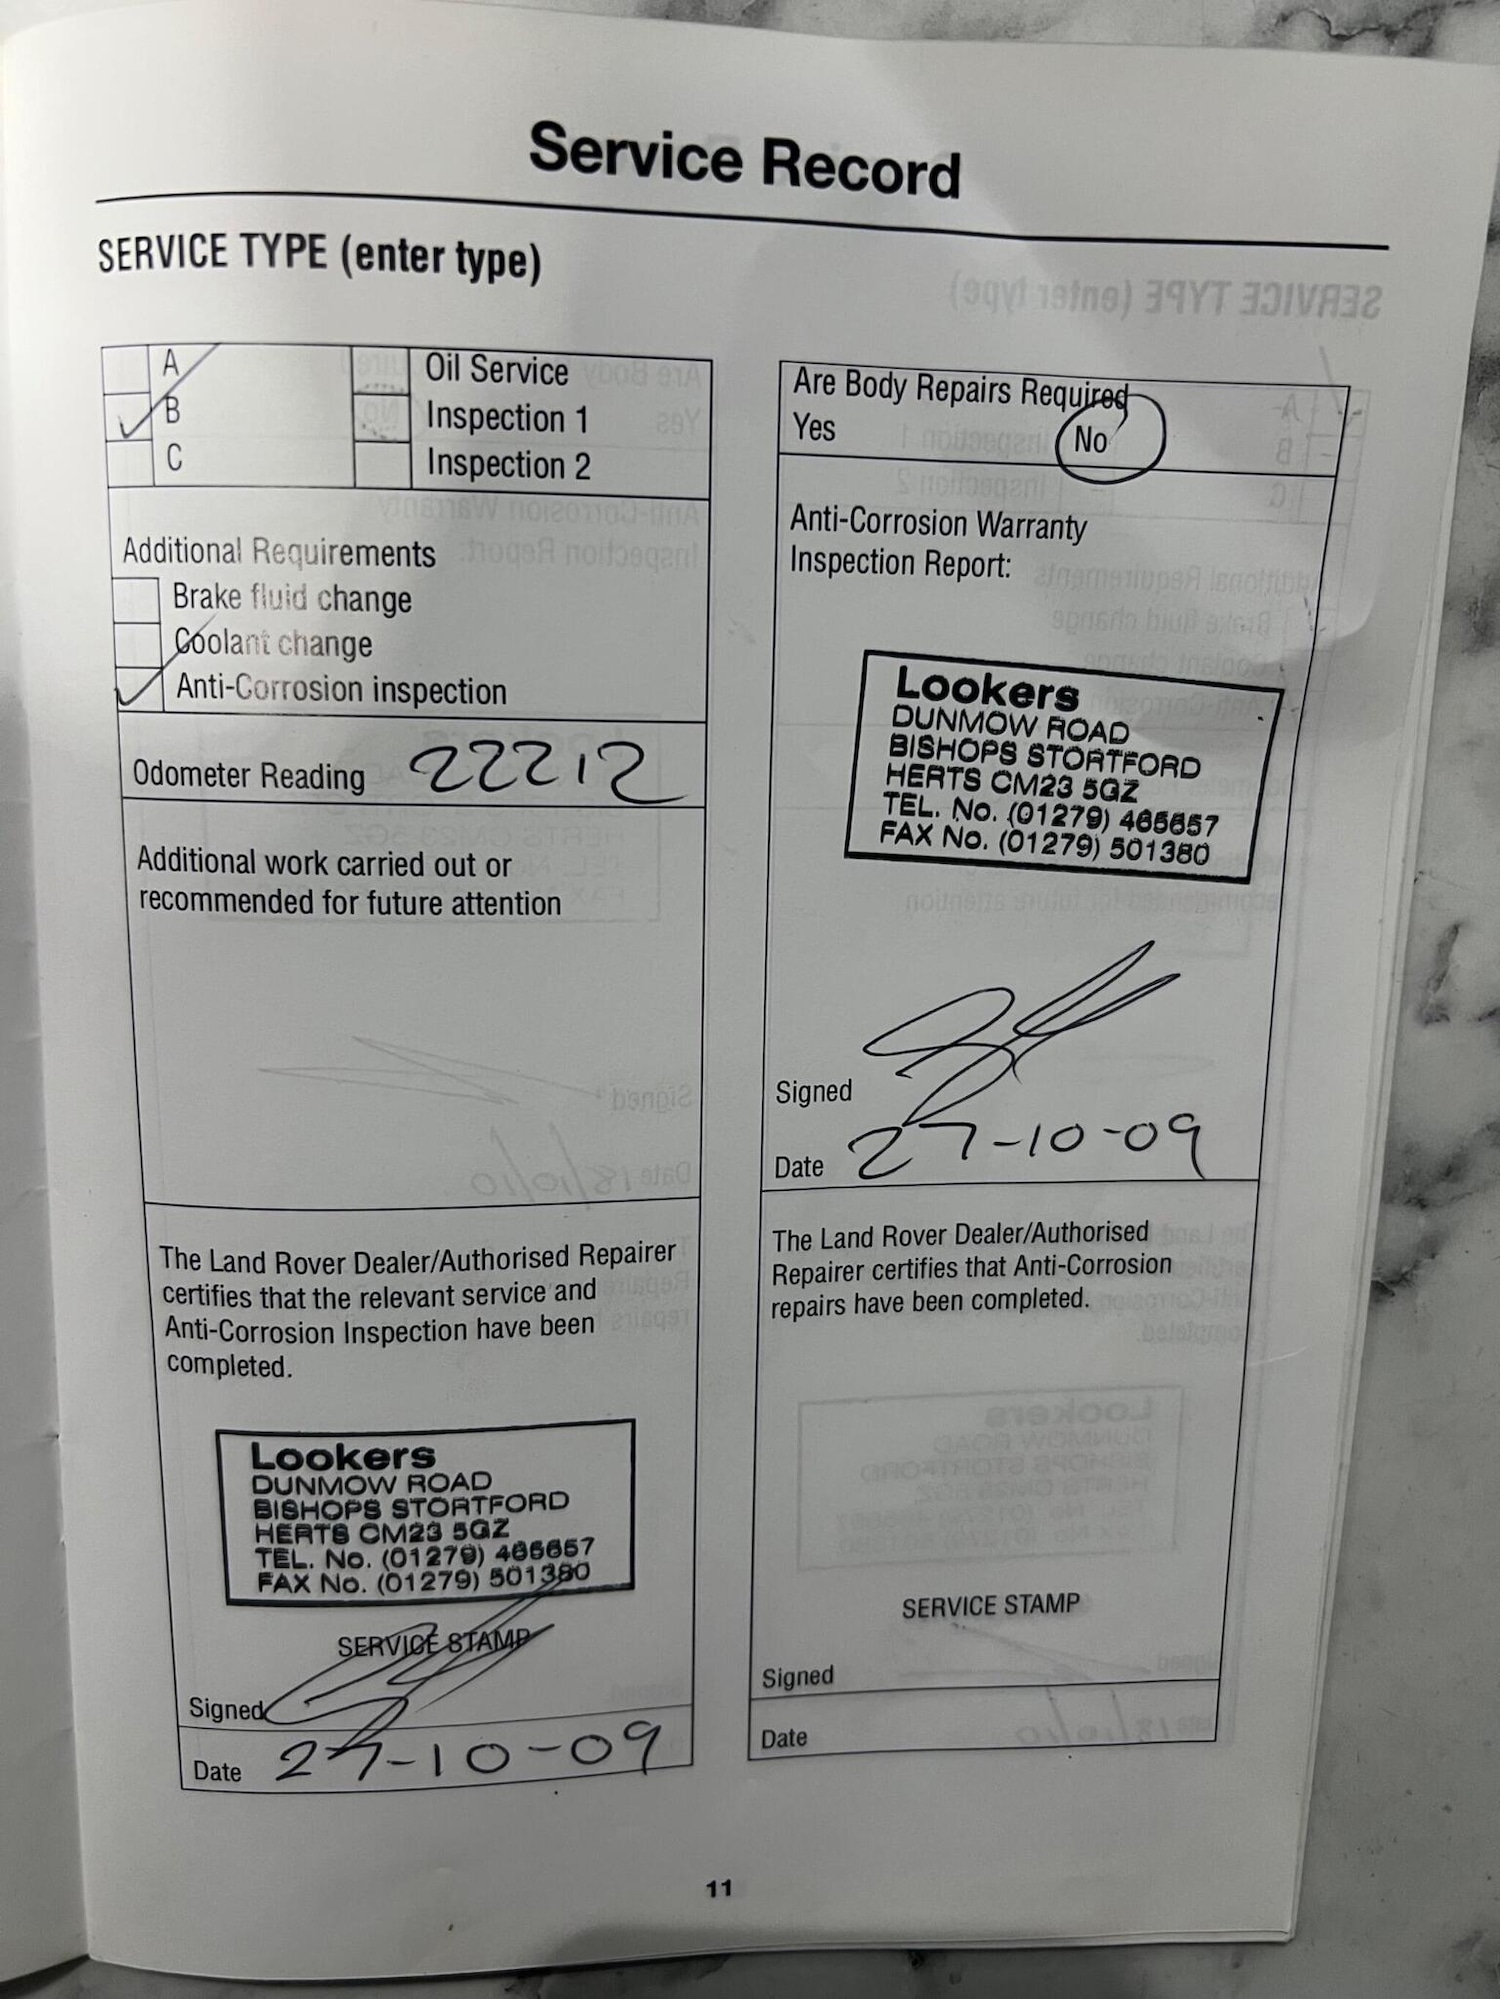 Service Record
SERVICE TYPE (enter type)
A
B
C
Oil Service
Inspection 1
Inspection 2
Additional Requirements
Brake fluid change
Coolant change
Anti-Corrosion inspection
Odometer Reading 22212
Additional work carried out or
recommended for future attention
The Land Rover Dealer/Authorised Repairer
certifies that the relevant service and
Anti-Corrosion Inspection have been
completed.
Lookers
DUNMOW ROAD
BISHOPS STORTFORD
HERTS CM23 5GZ
TEL. No. (01279) 465657
FAX No. (01279) 501380
SERVICE STAMP
Signed
Date 27-10-09
Are Body Repairs Required
Yes No
Anti-Corrosion Warranty
Inspection Report:
Lookers
DUNMOW ROAD
BISHOPS STORTFORD
HERTS CM23 5GZ
TEL. No. (01279) 465657
FAX No. (01279) 501380
Signed
Date 27-10-09
The Land Rover Dealer/Authorised
Repairer certifies that Anti-Corrosion
repairs have been completed.
SERVICE STAMP
Signed
Date
11